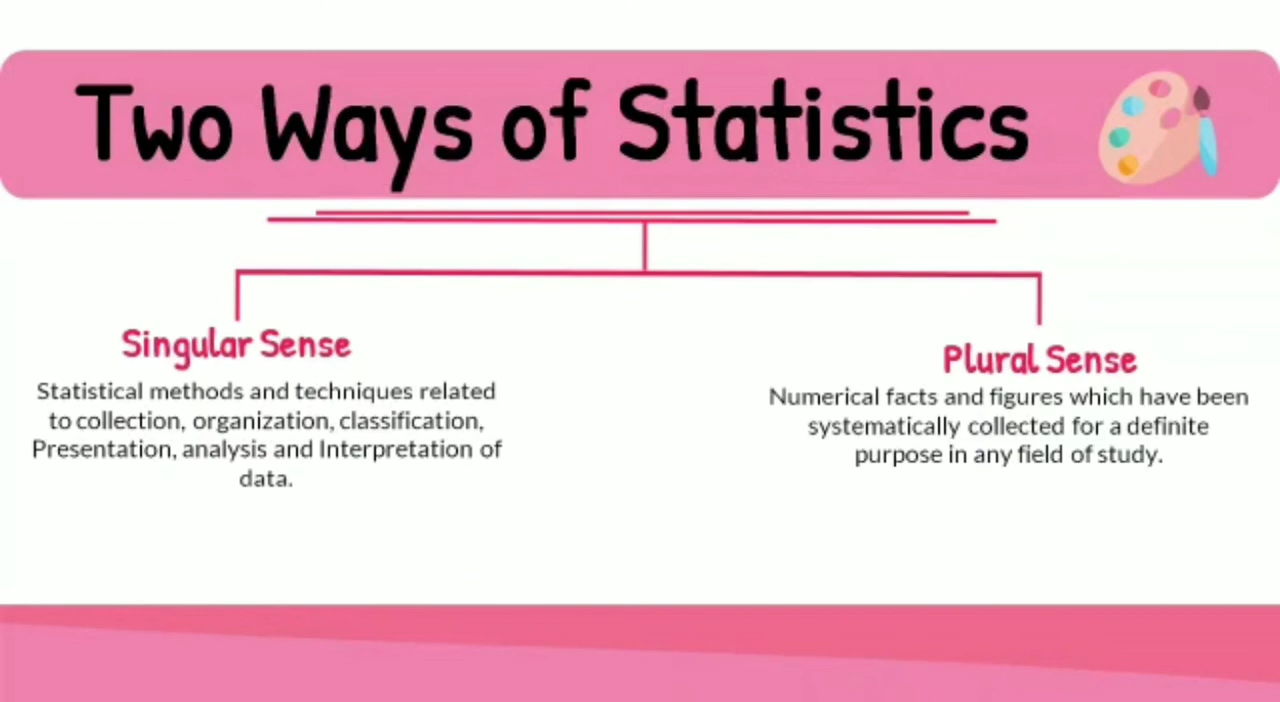 Two Ways of Statistics
Singular Sense
Statistical methods and techniques related
to collection, organization, classification,
Presentation, analysis and Interpretation of
data.
Plural Sense
Numerical facts and figures which have been
systematically collected for a definite
purpose in any field of study.